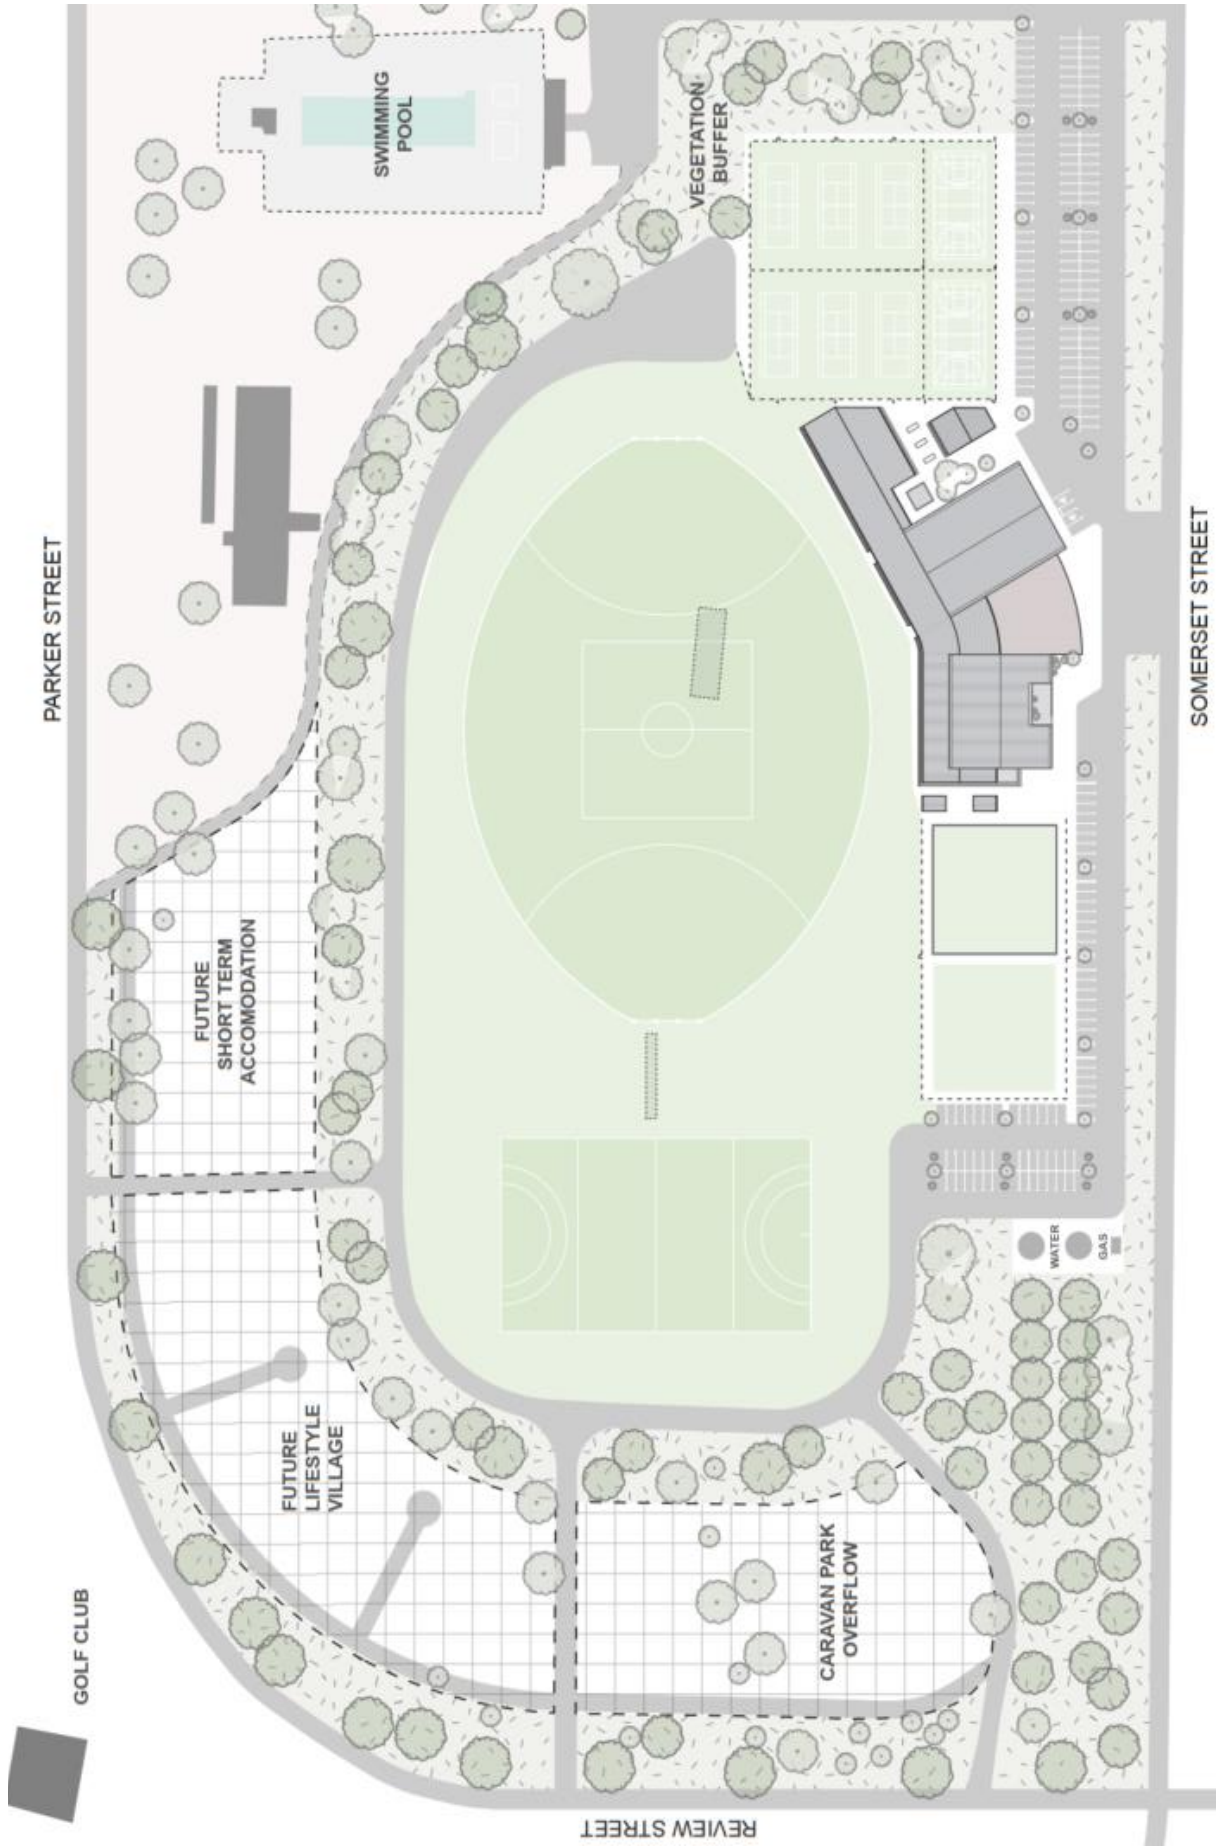 SWIMMING
POOL
VEGETATION
BUFFER
PARKER STREET
SOMERSET STREET
FUTURE
SHORT TERM
ACCOMODATION
WATER
GAS
FUTURE
LIFESTYLE
VILLAGE
CARAVAN PARK
OVERFLOW
GOLF CLUB
REVIEW STREET